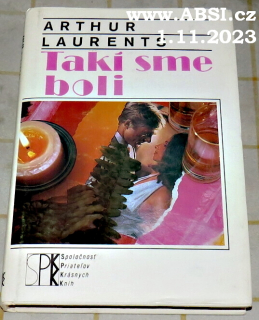 www.ABSI.cz
ARTHUR
LAURENTS
1.11.2023
Takí sme
boli
SPKK
Spoločnosť
Priateľov
Krásnych
Kníh